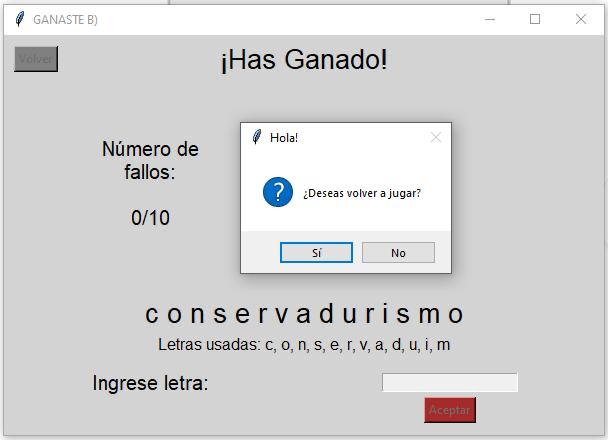 GANASTE B)
Volver
¡Has Ganado!
Número de
fallos:
0/10
Hola!
¿Deseas volver a jugar?
Sí
No
c o n s e r v a d u r i s m o
Letras usadas: c, o, n, s, e, r, v, a, d, u, i, m
Ingrese letra:
Aceptar